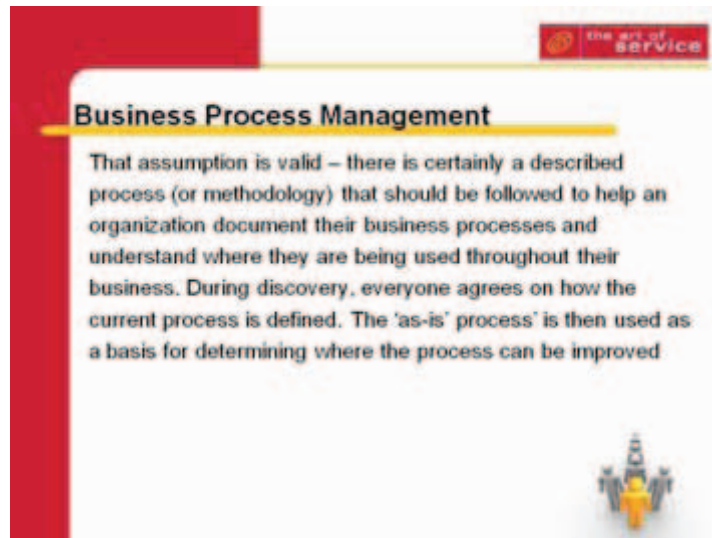 the art of
service
Business Process Management
That assumption is valid – there is certainly a described
process (or methodology) that should be followed to help an
organization document their business processes and
understand where they are being used throughout their
business. During discovery, everyone agrees on how the
current process is defined. The 'as-is' process' is then used as
a basis for determining where the process can be improved